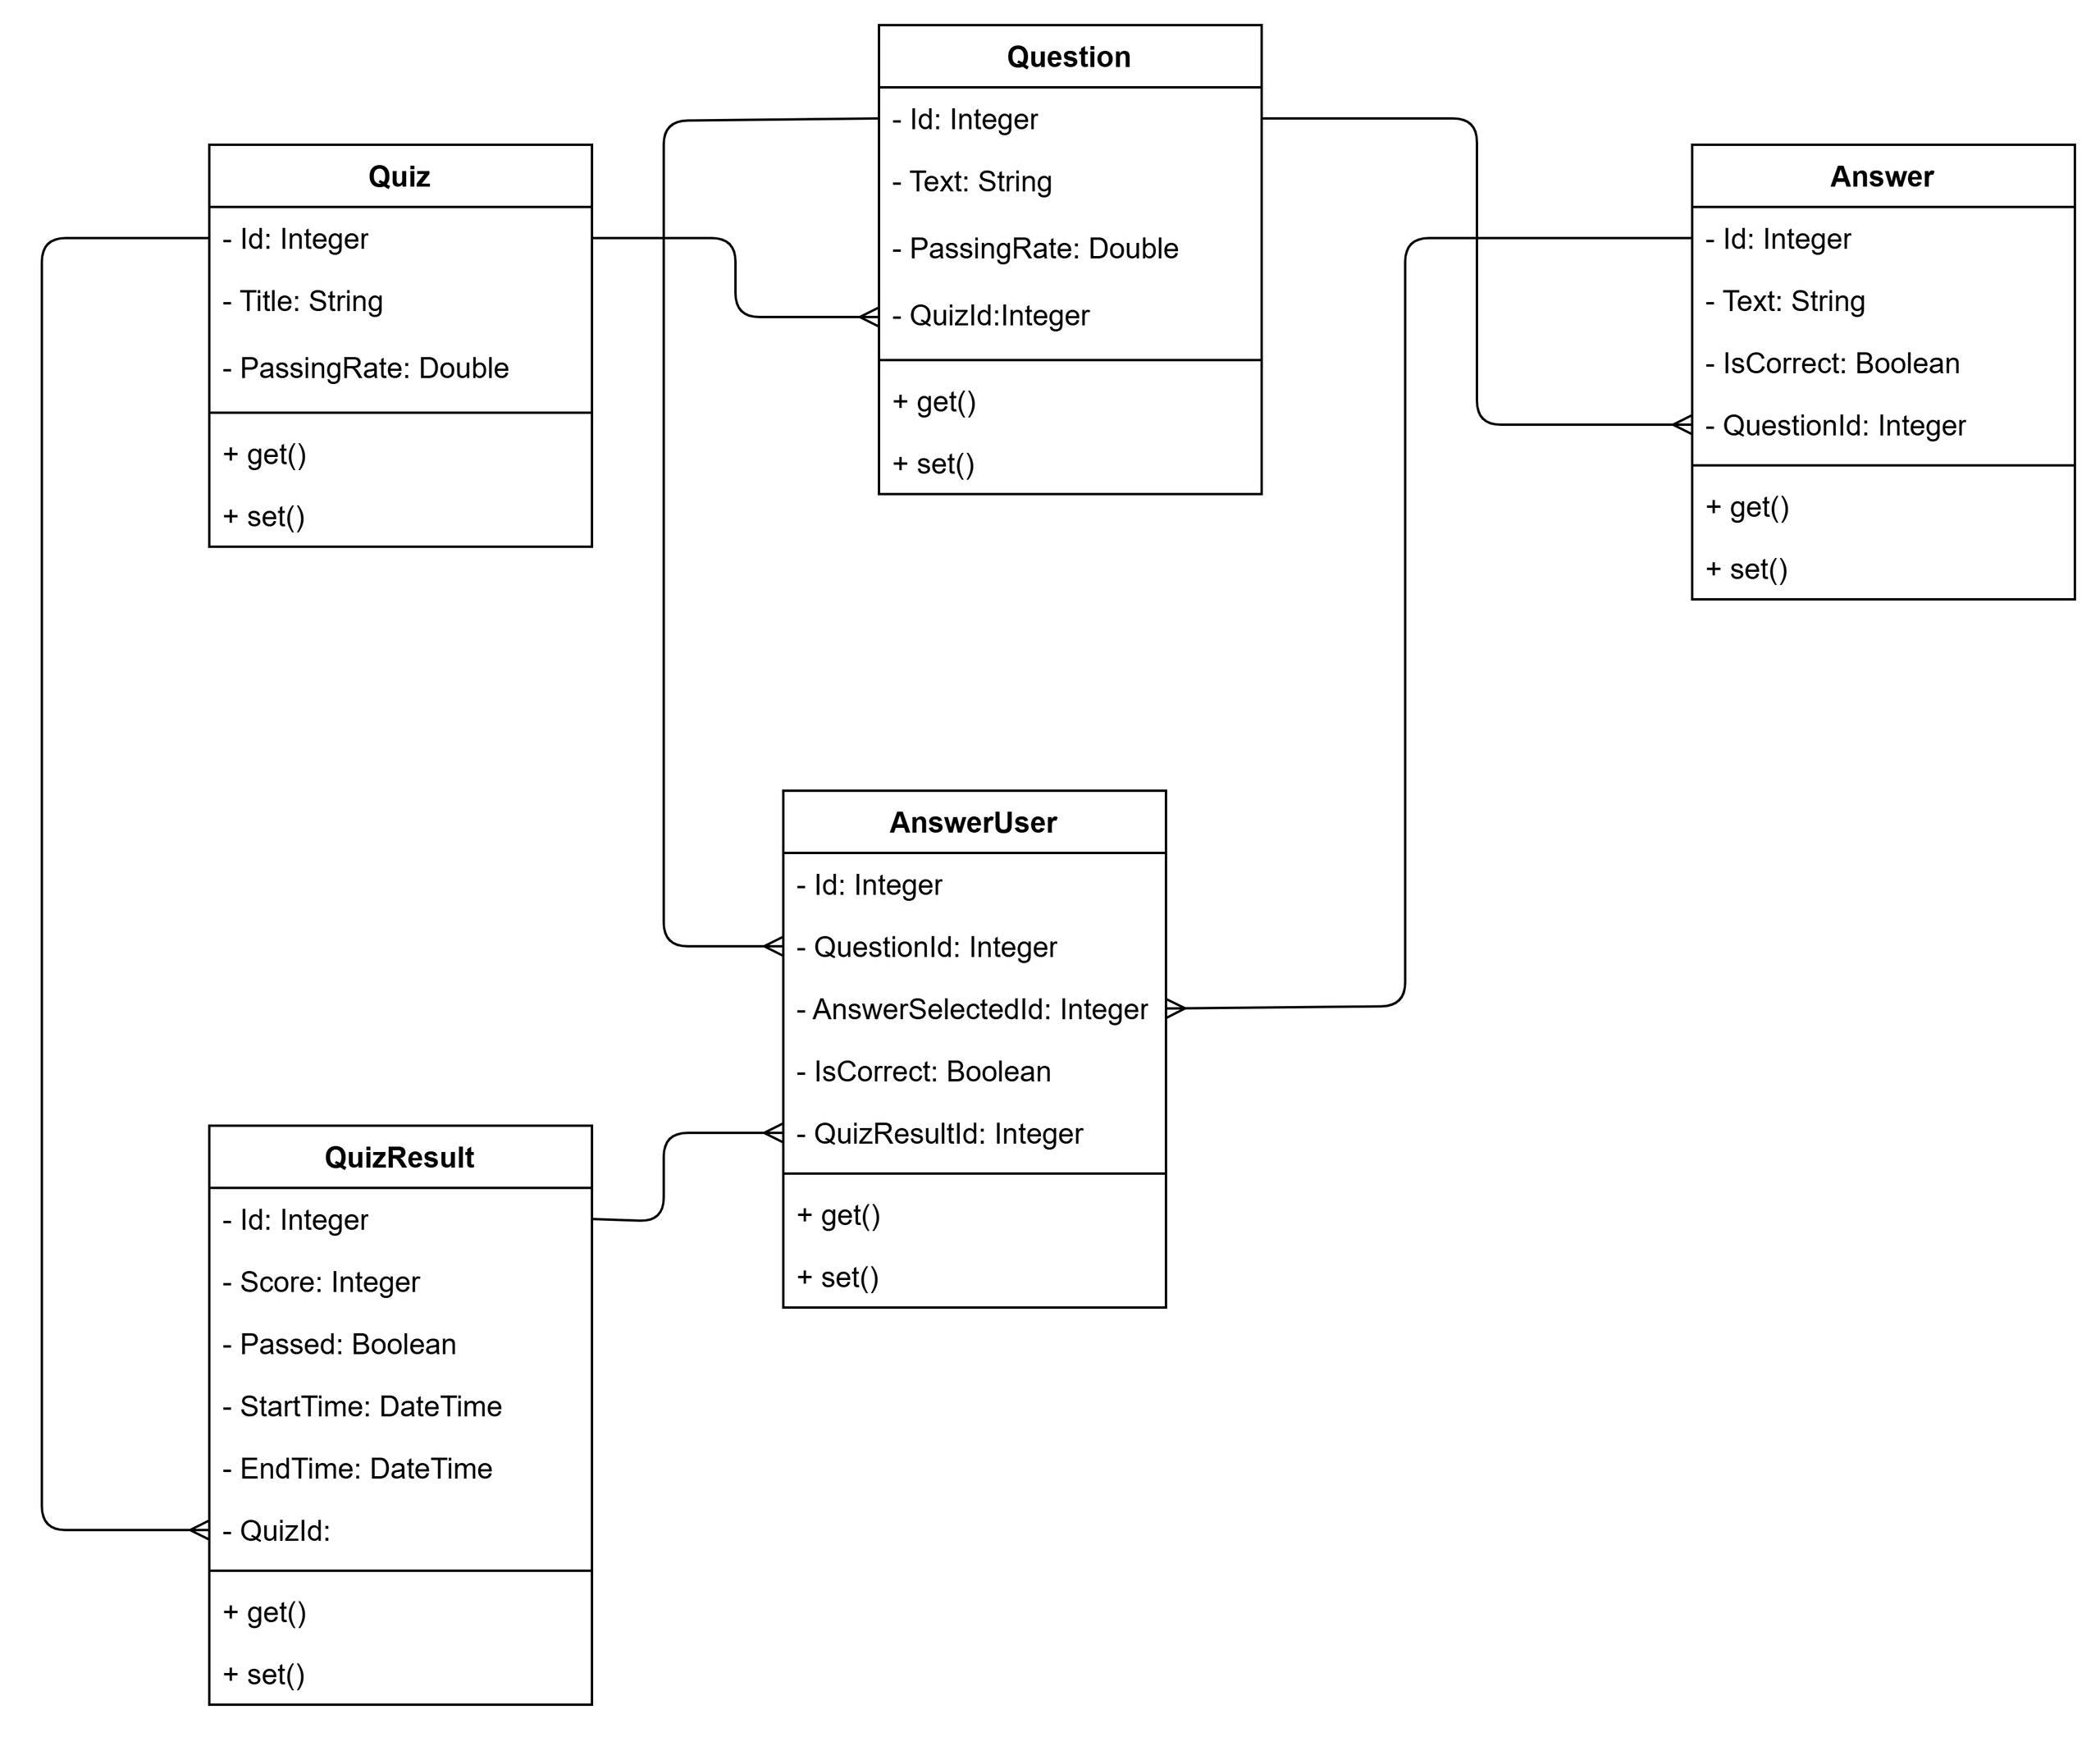 Question
- Id: Integer
- Text: String
- PassingRate: Double
- QuizId:Integer
+ get()
+ set()
Quiz
- Id: Integer
- Title: String
- PassingRate: Double
+ get()
+ set()
Answer
- Id: Integer
- Text: String
- IsCorrect: Boolean
- QuestionId: Integer
+ get()
+ set()
AnswerUser
- Id: Integer
- QuestionId: Integer
- AnswerSelectedId: Integer
- IsCorrect: Boolean
- QuizResultId: Integer
+ get()
+ set()
QuizResult
- Id: Integer
- Score: Integer
- Passed: Boolean
- StartTime: DateTime
- EndTime: DateTime
- QuizId:
+ get()
+ set()